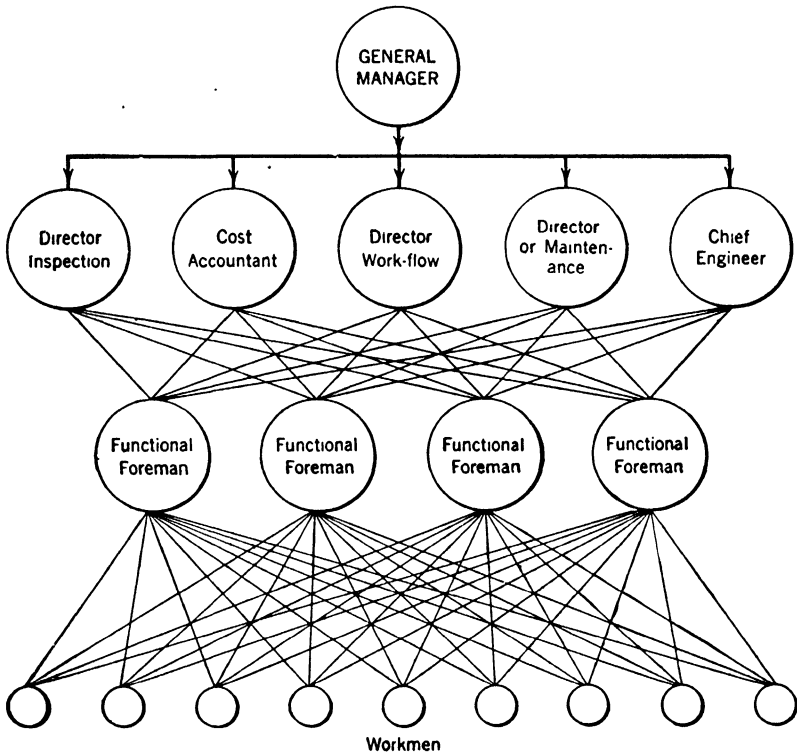 GENERAL
MANAGER
Director
Inspection
Cost
Accountant
Director
Work-flow
Director
or Mainten-
ance
Chief
Engineer
Functional
Foreman
Functional
Foreman
Functional
Foreman
Functional
Foreman
Workmen